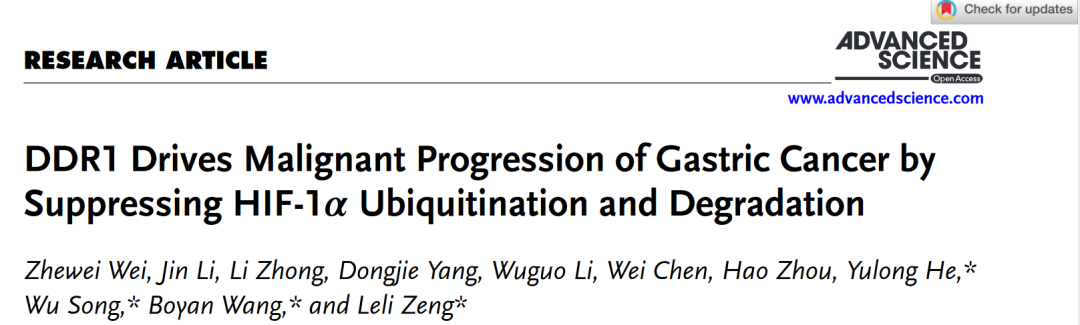 Check for updates
RESEARCH ARTICLE
ADVANCED
SCIENCE
Open Access
www.advancedscience.com
DDR1 Drives Malignant Progression of Gastric Cancer by
Suppressing HIF-1α Ubiquitination and Degradation
Zhewei Wei, Jin Li, Li Zhong, Dongjie Yang, Wuguo Li, Wei Chen, Hao Zhou, Yulong He,*
Wu Song,* Boyan Wang,* and Leli Zeng*